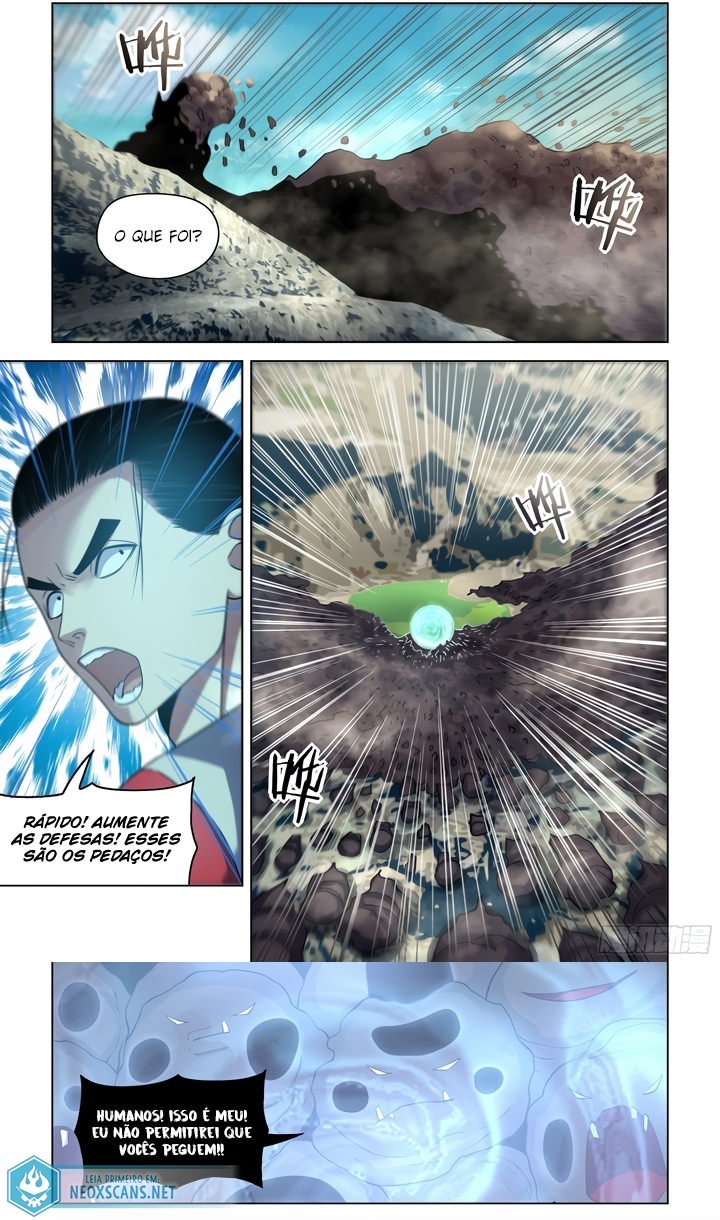 哗
O QUE FOI?
哗
哗
RÁPIDO! AUMENTE
AS DEFESAS! ESSES
SÃO OS PEDAÇOS!
哗
HUMANOS! ISSO É MEU!
EU NÃO PERMITIREI QUE
VOCÊS PEGUEM!!
LEIA PRIMEIRO EM:
NEOXSCANS.NET